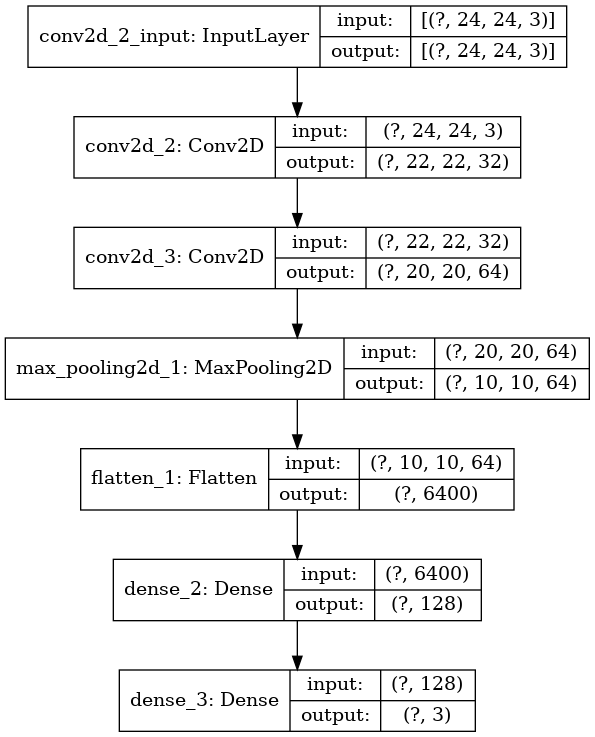 conv2d_2_input: InputLayer
input: [(?, 24, 24, 3)]
output: [(?, 24, 24, 3)]
conv2d_2: Conv2D
input: (?, 24, 24, 3)
output: (?, 22, 22, 32)
conv2d_3: Conv2D
input: (?, 22, 22, 32)
output: (?, 20, 20, 64)
max_pooling2d_1: MaxPooling2D
input: (?, 20, 20, 64)
output: (?, 10, 10, 64)
flatten_1: Flatten
input: (?, 10, 10, 64)
output: (?, 6400)
dense_2: Dense
input: (?, 6400)
output: (?, 128)
dense_3: Dense
input: (?, 128)
output: (?, 3)